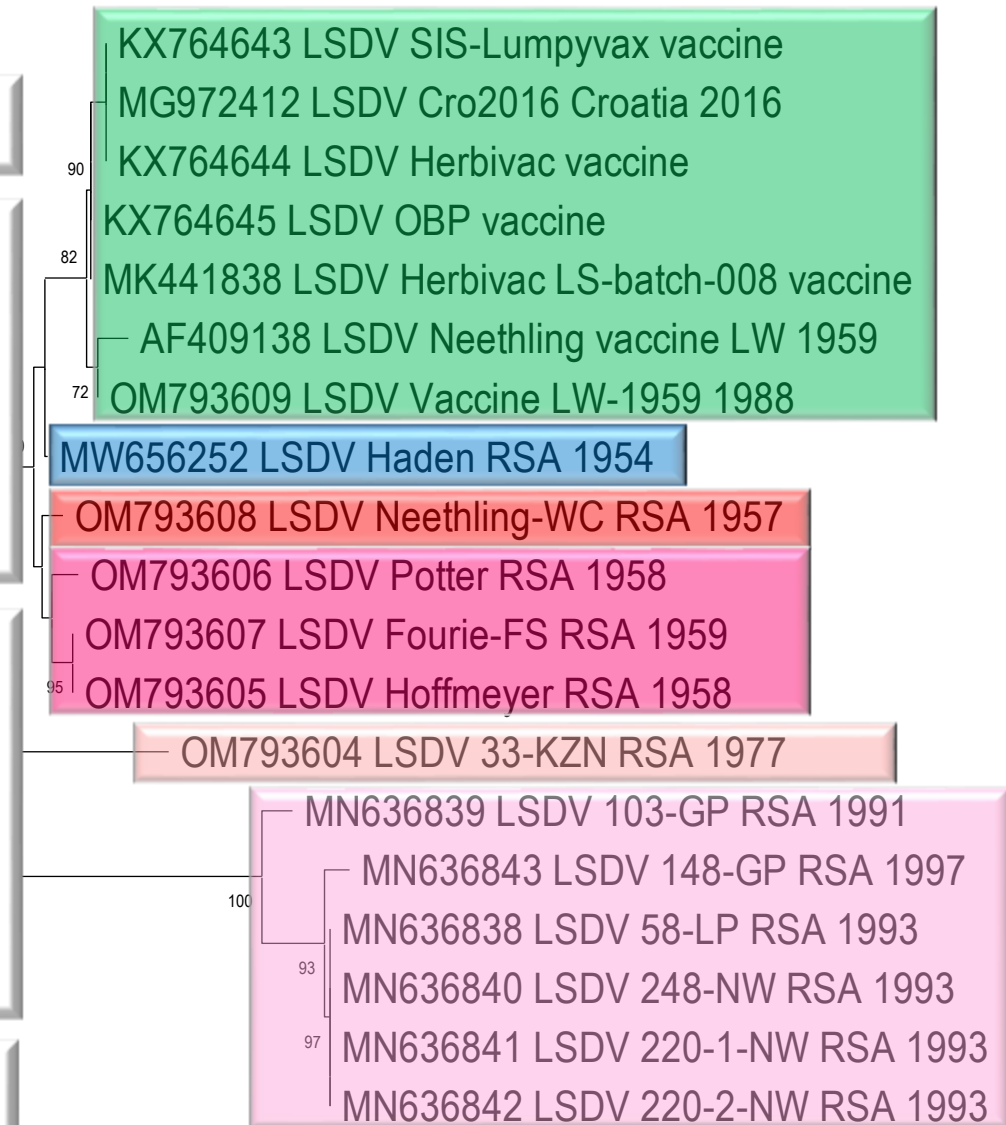 KX764643 LSDV SIS-Lumpyvax vaccine
MG972412 LSDV Cro2016 Croatia 2016
90
KX764644 LSDV Herbivac vaccine
KX764645 LSDV OBP vaccine
82
MK441838 LSDV Herbivac LS-batch-008 vaccine
AF409138 LSDV Neethling vaccine LW 1959
72
OM793609 LSDV Vaccine LW-1959 1988
MW656252 LSDV Haden RSA 1954
OM793608 LSDV Neethling-WC RSA 1957
OM793606 LSDV Potter RSA 1958
OM793607 LSDV Fourie-FS RSA 1959
95
OM793605 LSDV Hoffmeyer RSA 1958
OM793604 LSDV 33-KZN RSA 1977
MN636839 LSDV 103-GP RSA 1991
MN636843 LSDV 148-GP RSA 1997
100
MN636838 LSDV 58-LP RSA 1993
93
MN636840 LSDV 248-NW RSA 1993
97
MN636841 LSDV 220-1-NW RSA 1993
MN636842 LSDV 220-2-NW RSA 1993